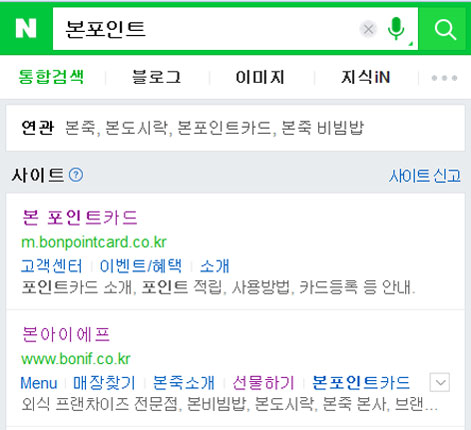 N 본포인트
통합검색 블로그 이미지 지식iN
연관 본죽, 본도시락, 본포인트카드, 본죽 비빔밥
사이트 ? 사이트 신고
본 포인트카드
m.bonpointcard.co.kr
고객센터 이벤트/혜택 소개
포인트카드 소개, 포인트 적립, 사용방법, 카드등록 등 안내.
본아이에프
www.bonif.co.kr
Menu 매장찾기 본죽소개 선물하기 본포인트카드
외식 프랜차이즈 전문점, 본비빔밥, 본도시락, 본죽 본사, 브랜...